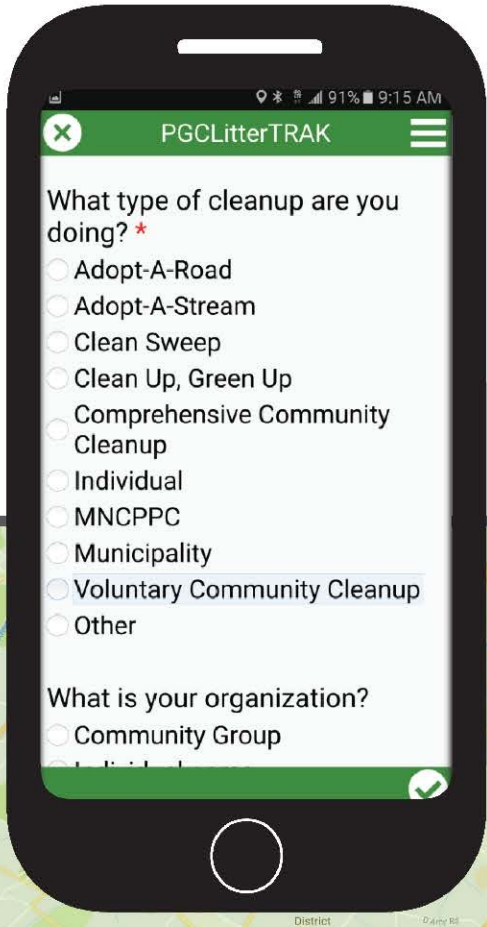 91% 9:15 AM
PGCLitterTRAK
What type of cleanup are you
doing? *
Adopt-A-Road
Adopt-A-Stream
Clean Sweep
Clean Up, Green Up
Comprehensive Community
Cleanup
Individual
MNCPPC
Municipality
Voluntary Community Cleanup
Other
What is your organization?
Community Group
District
D'Arcy Rd